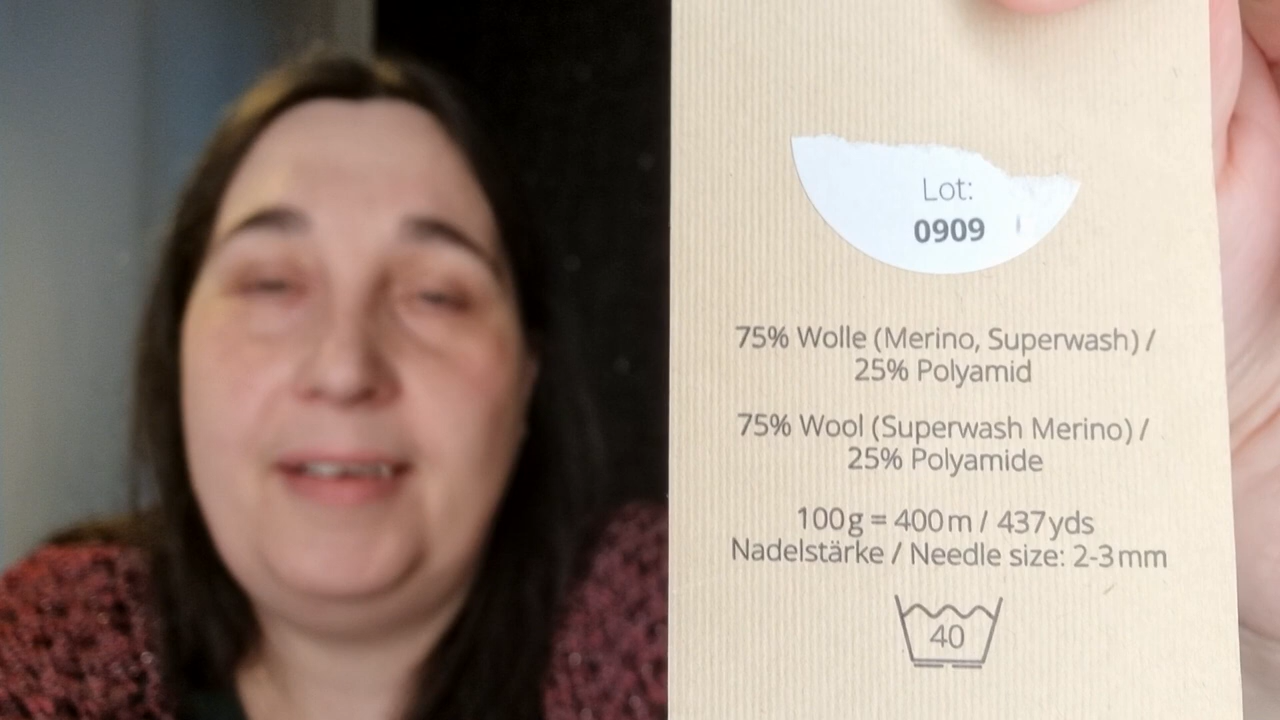 Lot:
0909
75% Wolle (Merino, Superwash) /
25% Polyamid
75% Wool (Superwash Merino) /
25% Polyamide
100g = 400m / 437yds
Nadelstärke / Needle size: 2-3mm
40